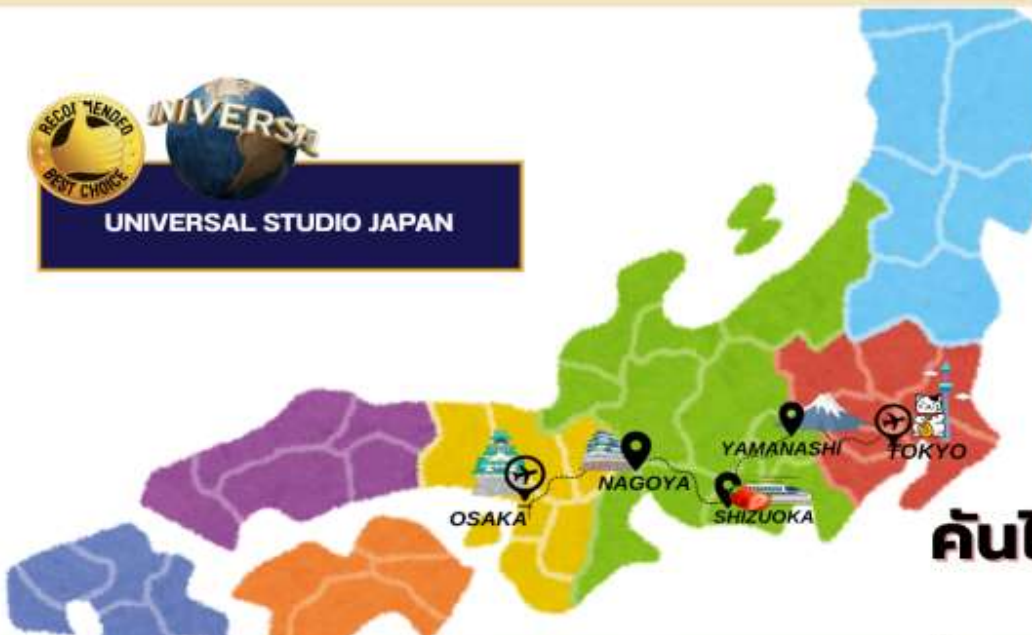 RECOMMENDED
BEST CHOICE
UNIVERSAL
UNIVERSAL STUDIO JAPAN
YAMANASHI
TOKYO
NAGOYA
OSAKA
SHIZUOKA